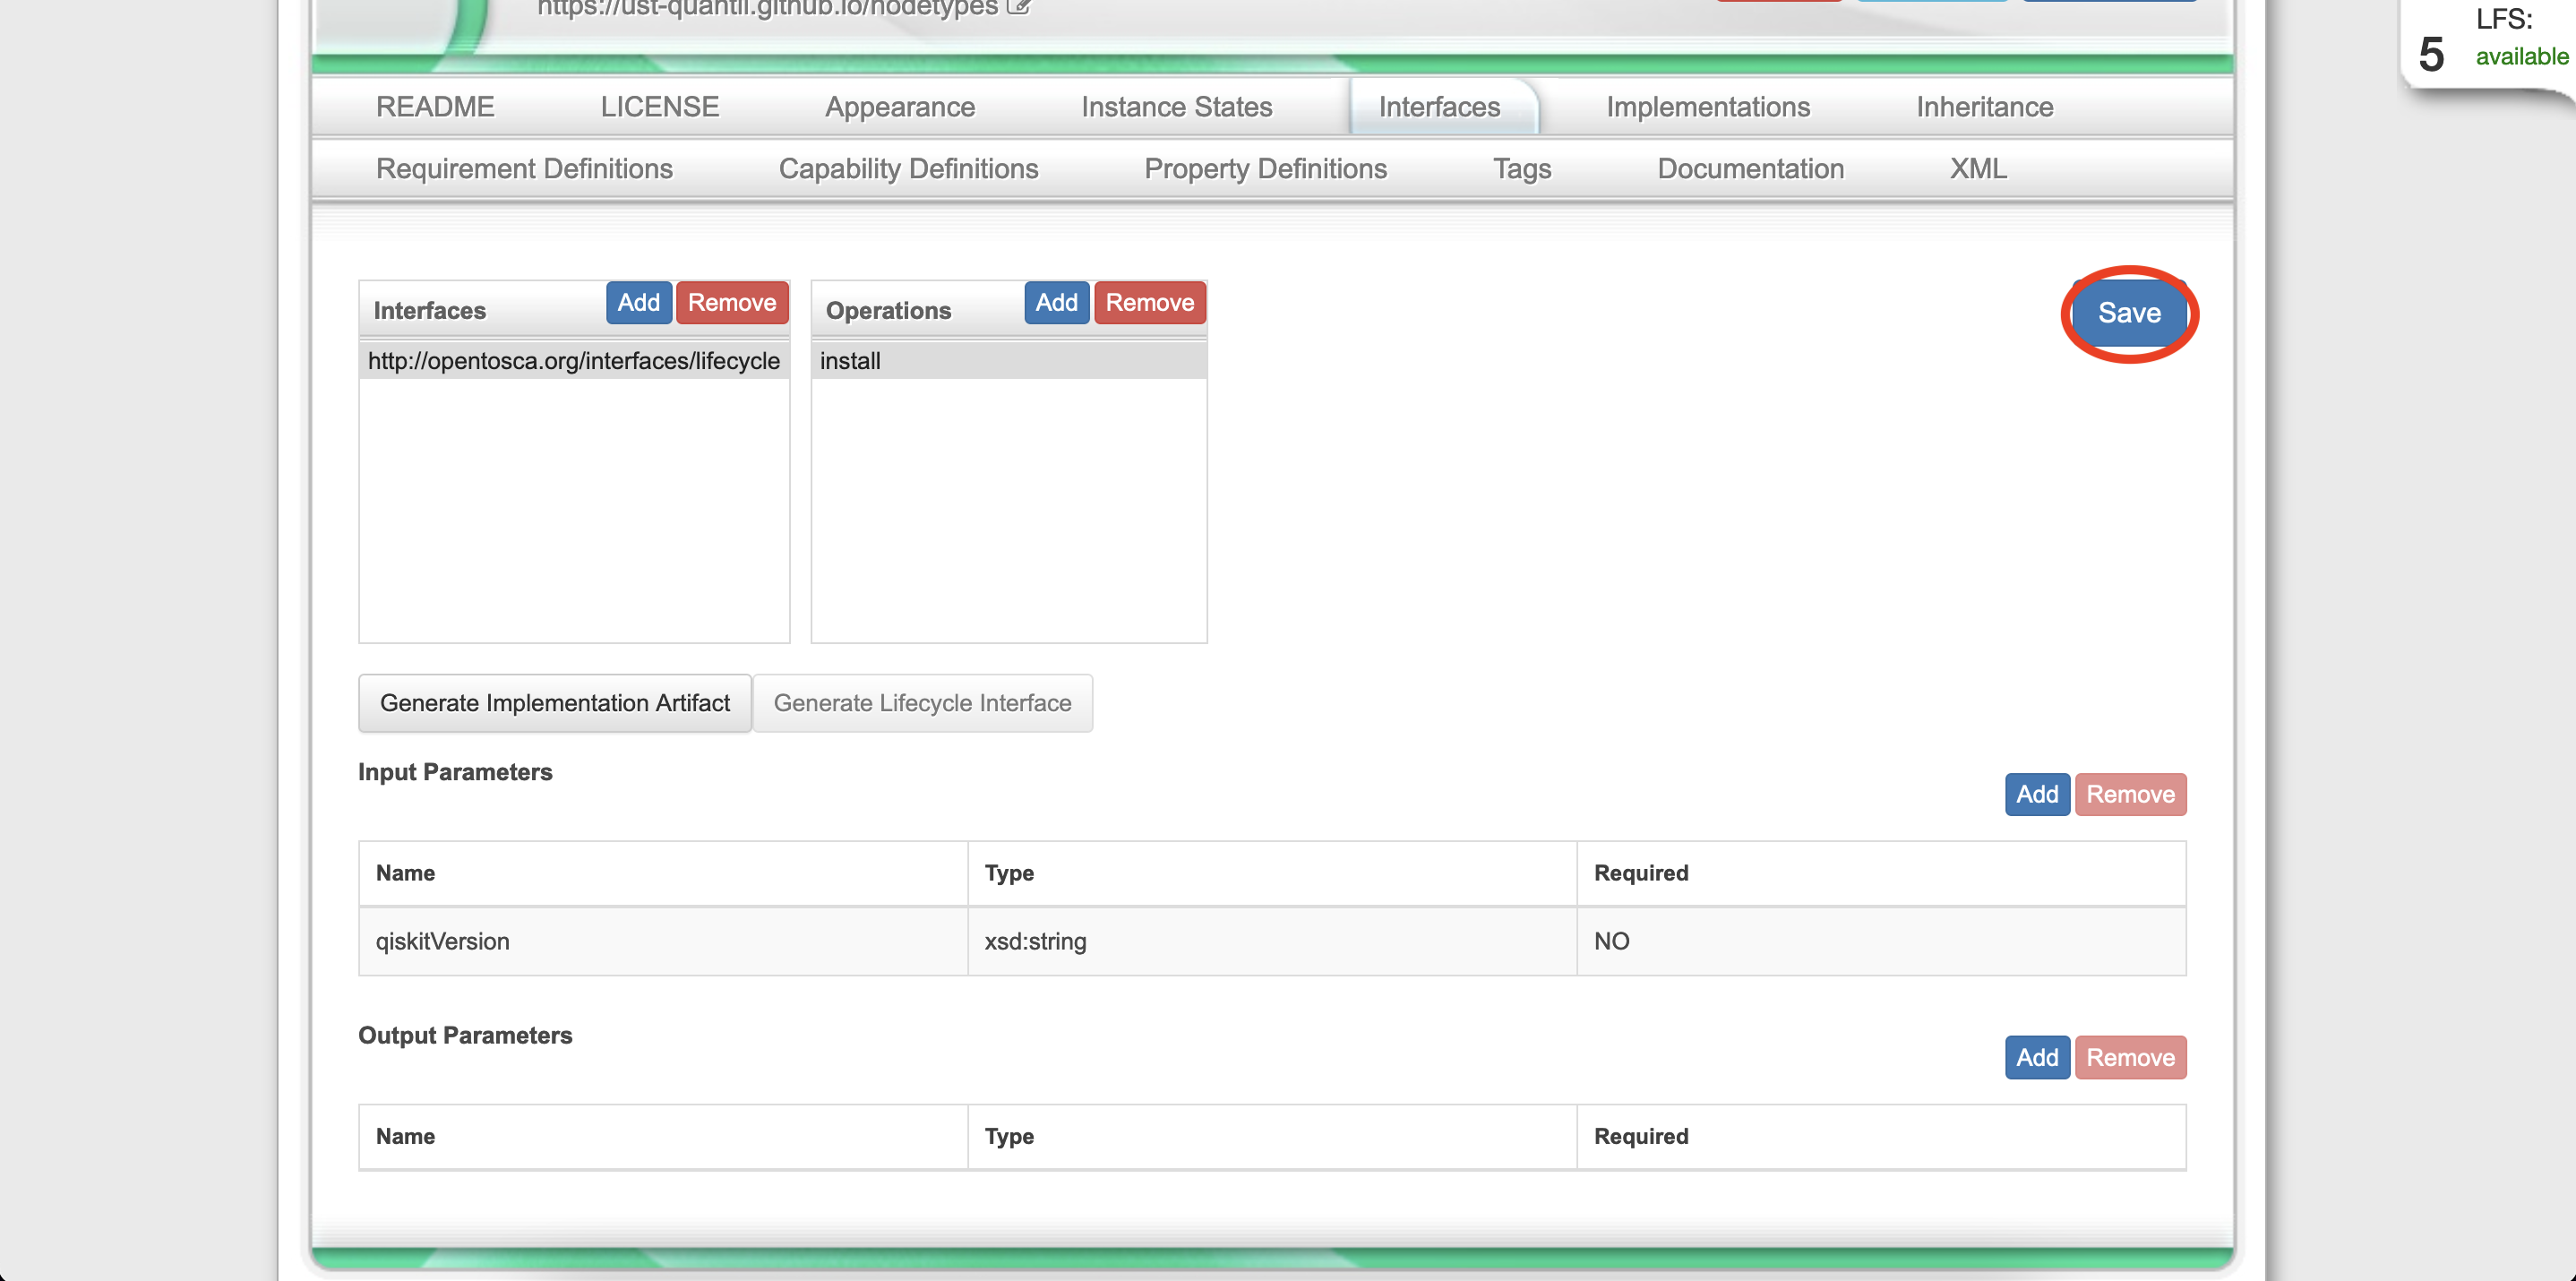 https://ust-quantil.github.io/nodetypes
LFS:
5
available
README LICENSE Appearance Instance States Interfaces Implementations Inheritance
Requirement Definitions Capability Definitions Property Definitions Tags Documentation XML
Interfaces Add Remove Operations Add Remove Save
http://opentosca.org/interfaces/lifecycle install
Generate Implementation Artifact Generate Lifecycle Interface
Input Parameters
Add Remove
Name Type Required
qiskitVersion xsd:string NO
Output Parameters
Add Remove
Name Type Required